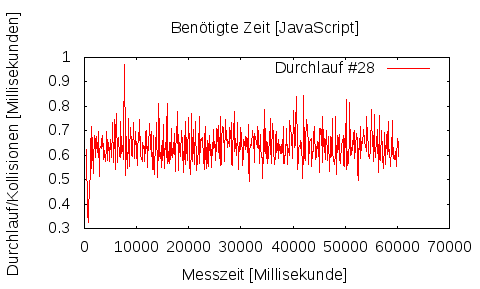 Benötigte Zeit [JavaScript]
Durchlauf #28
Durchlauf/Kollisionen [Millisekunden]
1
0.9
0.8
0.7
0.6
0.5
0.4
0.3
0 10000 20000 30000 40000 50000 60000 70000
Messzeit [Millisekunde]